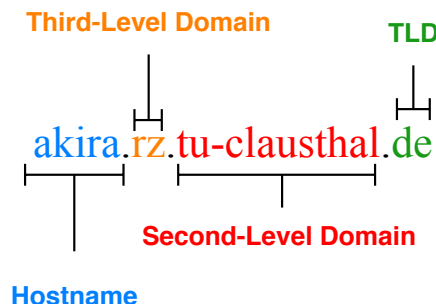 Third-Level Domain
TLD
akira.rz.tu-clausthal.de
Second-Level Domain
Hostname